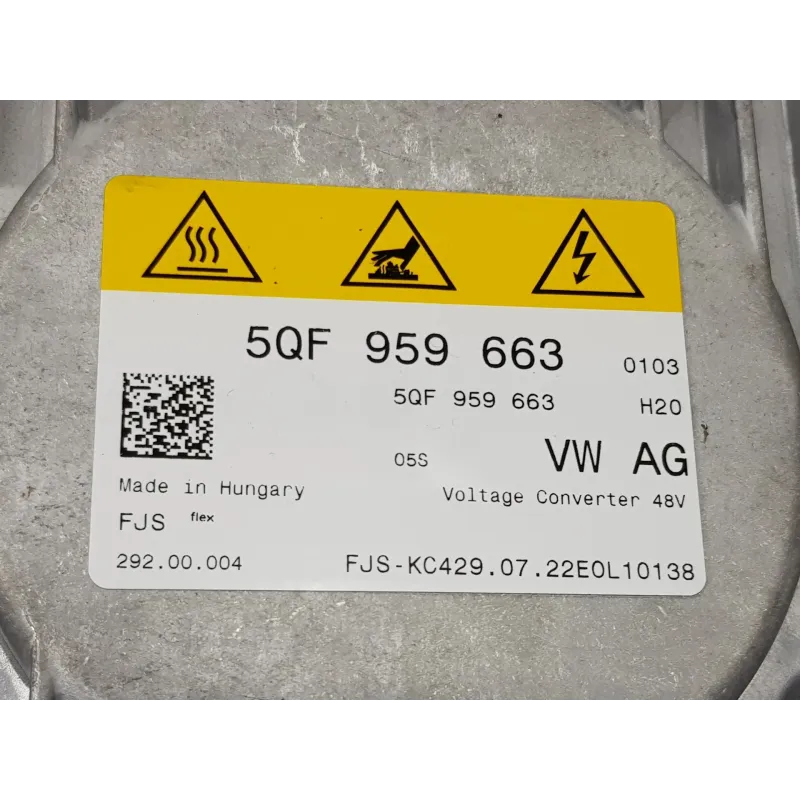 5QF 959 663 0103
5QF 959 663 H20
05S VW AG
Made in Hungary Voltage Converter 48V
FJS flex
292.00.004 FJS-KC429.07.22E0L10138